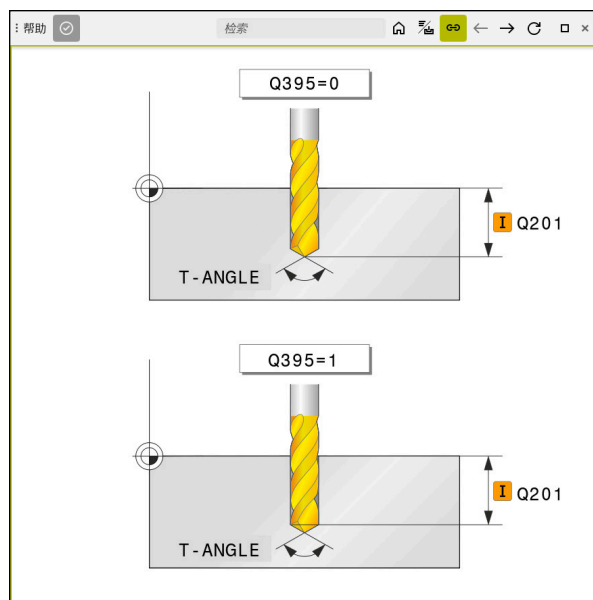 帮助 检索
Q395=0
I Q201
T-ANGLE
Q395=1
I Q201
T-ANGLE